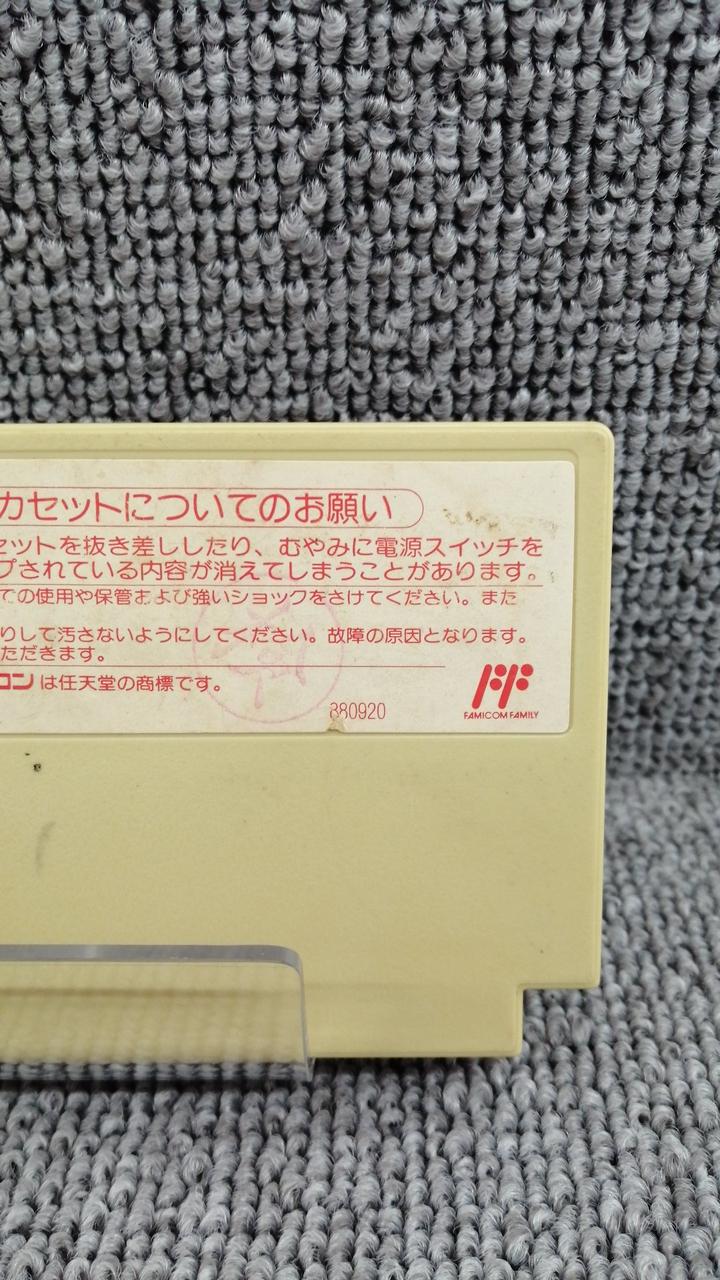 カセットについてのお願い
セットを抜き差ししたり、むやみに電源スイッチを
プされている内容が消えてしまうことがあります。
ての使用や保管および強いショックをさけてください。また
りして汚さないようにしてください。故障の原因となります。
ただきます。
コンは任天堂の商標です。
880920
FAMICOM FAMILY